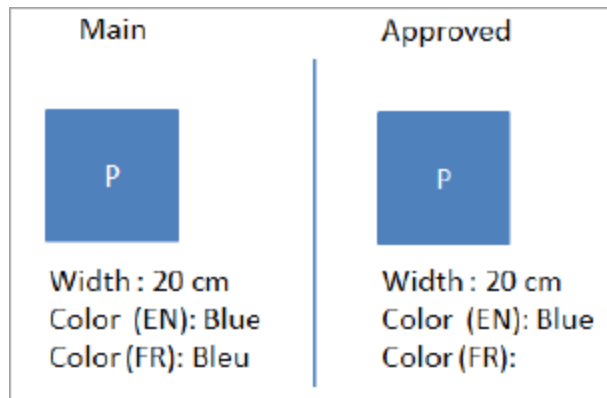 Main
P
Width : 20 cm
Color (EN): Blue
Color (FR): Bleu
Approved
P
Width : 20 cm
Color (EN): Blue
Color (FR):